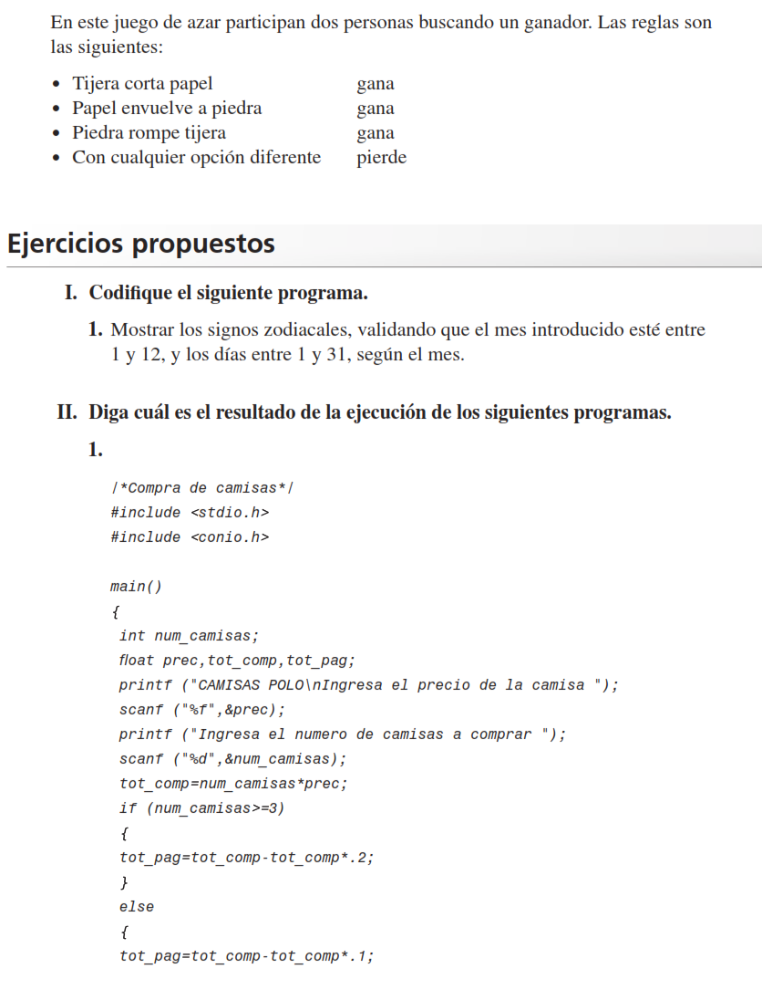 En este juego de azar participan dos personas buscando un ganador. Las reglas son
las siguientes:
• Tijera corta papel gana
• Papel envuelve a piedra gana
• Piedra rompe tijera gana
• Con cualquier opción diferente pierde
Ejercicios propuestos
I. Codifique el siguiente programa.
1. Mostrar los signos zodiacales, validando que el mes introducido esté entre
1 y 12, y los días entre 1 y 31, según el mes.
II. Diga cuál es el resultado de la ejecución de los siguientes programas.
1.
/*Compra de camisas*/
#include <stdio.h>
#include <conio.h>
main()
{
int num_camisas;
float prec,tot_comp,tot_pag;
printf ("CAMISAS POLO\nIngresa el precio de la camisa ");
scanf ("%f",&prec);
printf ("Ingresa el numero de camisas a comprar ");
scanf ("%d",&num_camisas);
tot_comp=num_camisas*prec;
if (num_camisas>=3)
{
tot_pag=tot_comp-tot_comp*.2;
}
else
{
tot_pag=tot_comp-tot_comp*.1;